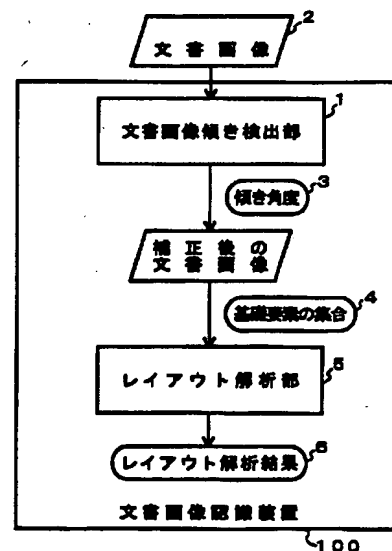 2
文書画像
1
文書画像傾き検出部
3
傾き角度
補正後の
文書画像
4
基礎要素の集合
5
レイアウト解析部
6
レイアウト解析結果
文書画像認識装置
100